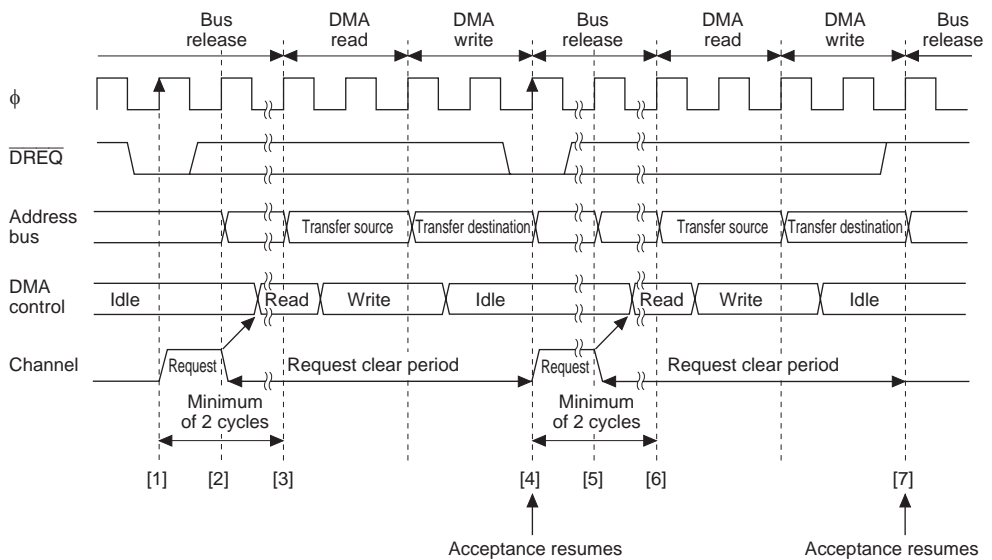 Bus
release
DMA
read
DMA
write
Bus
release
DMA
read
DMA
write
Bus
release
ϕ
DREQ
Address
bus
Transfer source
Transfer destination
Transfer source
Transfer destination
DMA
control
Idle
Read
Write
Idle
Read
Write
Idle
Channel
Request
Request clear period
Request
Request clear period
Minimum
of 2 cycles
Minimum
of 2 cycles
[1]
[2]
[3]
[4]
[5]
[6]
[7]
Acceptance resumes
Acceptance resumes